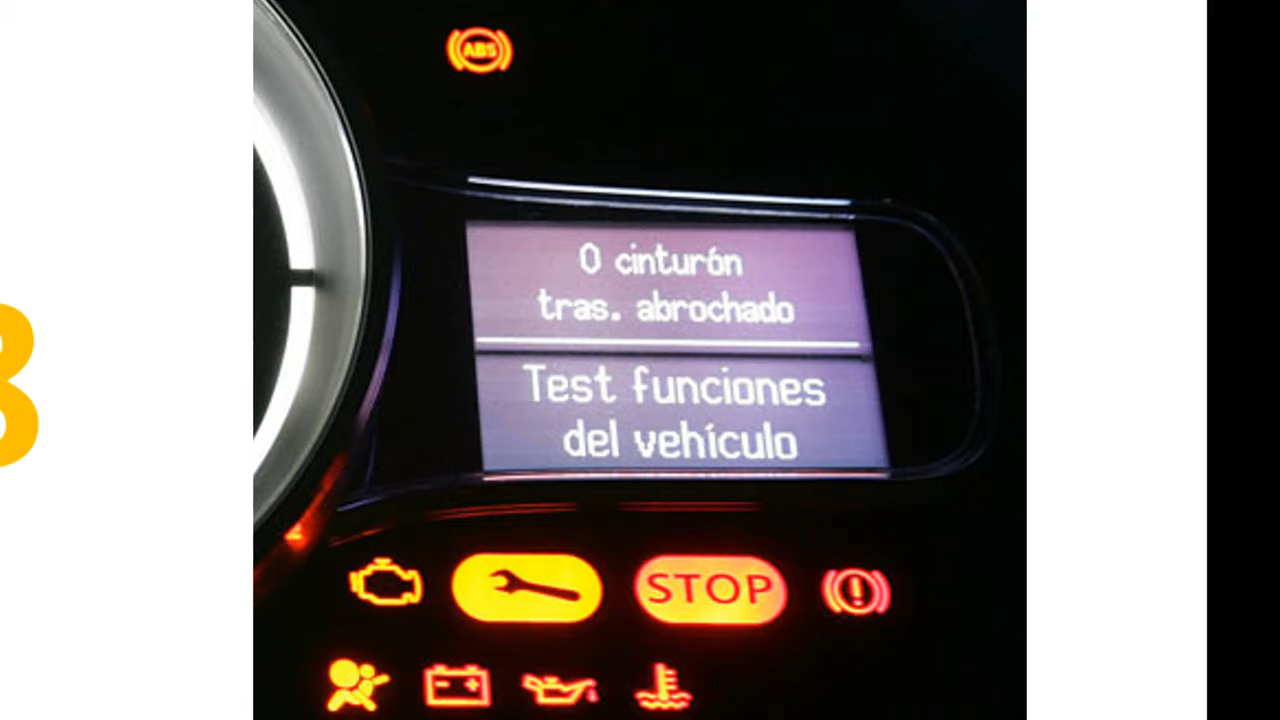 ABS
0 cinturón
tras. abrochado
Test funciones
del vehículo
STOP